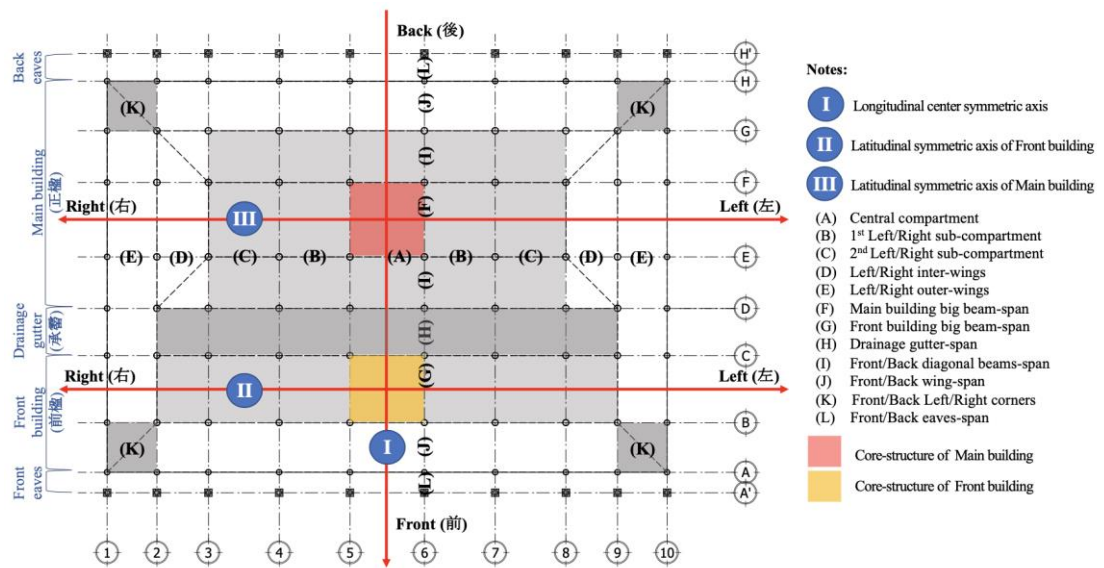 Back (後)
Back
eaves
(L)
H'
H
(K)
(J)
(K)
G
(I)
Main building
(正楹)
F
Right (右)
III
(F)
Left (左)
(E)
(D)
(C)
(B)
(A)
(B)
(C)
(D)
(E)
E
(I)
D
Drainage
gutter
(承霤)
(H)
C
Right (右)
II
(G)
Left (左)
Front
building
(前楹)
B
(K)
I
(J)
(K)
A
Front
eaves
(L)
A'
Front (前)
1
2
3
4
5
6
7
8
9
10
Notes:
I Longitudinal center symmetric axis
II Latitudinal symmetric axis of Front building
III Latitudinal symmetric axis of Main building
(A) Central compartment
(B) 1st Left/Right sub-compartment
(C) 2nd Left/Right sub-compartment
(D) Left/Right inter-wings
(E) Left/Right outer-wings
(F) Main building big beam-span
(G) Front building big beam-span
(H) Drainage gutter-span
(I) Front/Back diagonal beams-span
(J) Front/Back wing-span
(K) Front/Back Left/Right corners
(L) Front/Back eaves-span
Core-structure of Main building
Core-structure of Front building